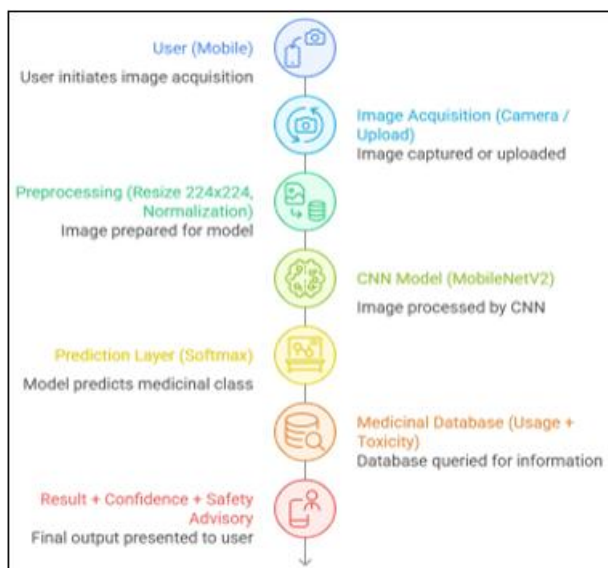 User (Mobile)
User initiates image acquisition
Image Acquisition (Camera /
Upload)
Image captured or uploaded
Preprocessing (Resize 224x224,
Normalization)
Image prepared for model
CNN Model (MobileNetV2)
Image processed by CNN
Prediction Layer (Softmax)
Model predicts medicinal class
Medicinal Database (Usage +
Toxicity)
Database queried for information
Result + Confidence + Safety
Advisory
Final output presented to user